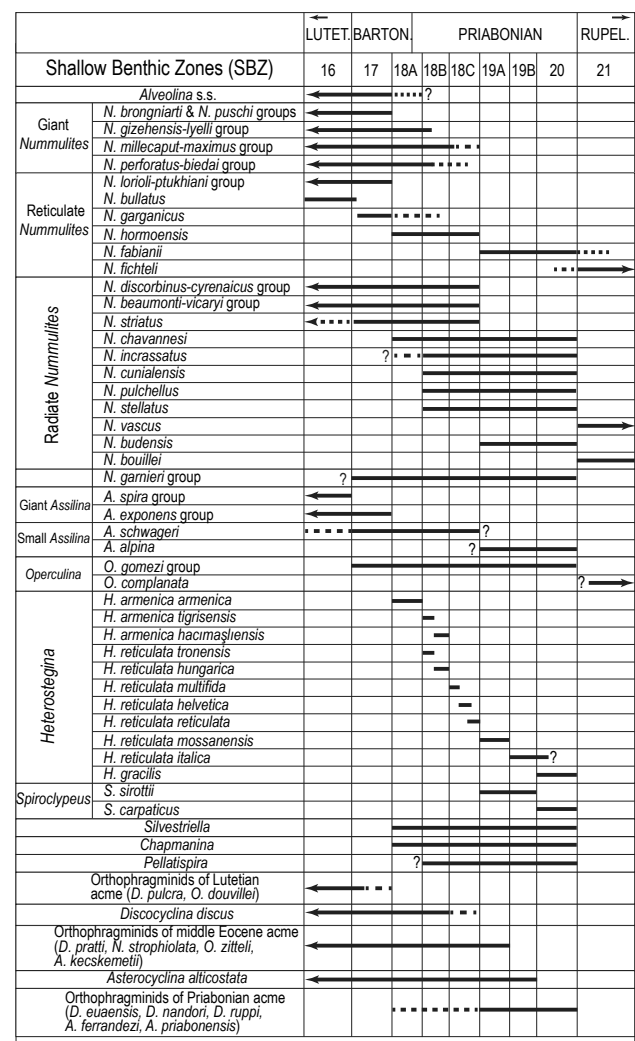 LUTET. BARTON. PRIABONIAN RUPEL.
Shallow Benthic Zones (SBZ) 16 17 18A 18B 18C 19A 19B 20 21
Alveolina s.s. ?
Giant Nummulites
N. brongniarti & N. puschi groups
N. gizehensis-lyelli group
N. millecaput-maximus group
N. perforatus-biedai group
Reticulate Nummulites
N. lorioli-ptukhiani group
N. bullatus
N. garganicus
N. hormoensis
N. fabianii
N. fichteli
Radiate Nummulites
N. discorbinus-cyrenaicus group
N. beaumonti-vicaryi group
N. striatus
N. chavannesi
N. incrassatus ?
N. cunialensis
N. pulchellus
N. stellatus
N. vascus
N. budensis
N. bouillei
N. garnieri group ?
Giant Assilina
A. spira group
A. exponens group
Small Assilina
A. schwageri ?
A. alpina ?
Operculina
O. gomezi group
O. complanata ?
Heterostegina
H. armenica armenica
H. armenica tigrisensis
H. armenica hacımaşlıensis
H. reticulata tronensis
H. reticulata hungarica
H. reticulata multifida
H. reticulata helvetica
H. reticulata reticulata
H. reticulata mossanensis
H. reticulata italica ?
H. gracilis
Spiroclypeus
S. sirottii
S. carpaticus
Silvestriella
Chapmanina
Pellatispira ?
Orthophragminids of Lutetian
acme (D. pulcra, O. douvillei)
Discocyclina discus
Orthophragminids of middle Eocene acme
(D. pratti, N. strophiolata, O. zitteli,
A. kecskemetii)
Asterocyclina alticostata
Orthophragminids of Priabonian acme
(D. euaensis, D. nandori, D. ruppi,
A. ferrandezi, A. priabonensis)